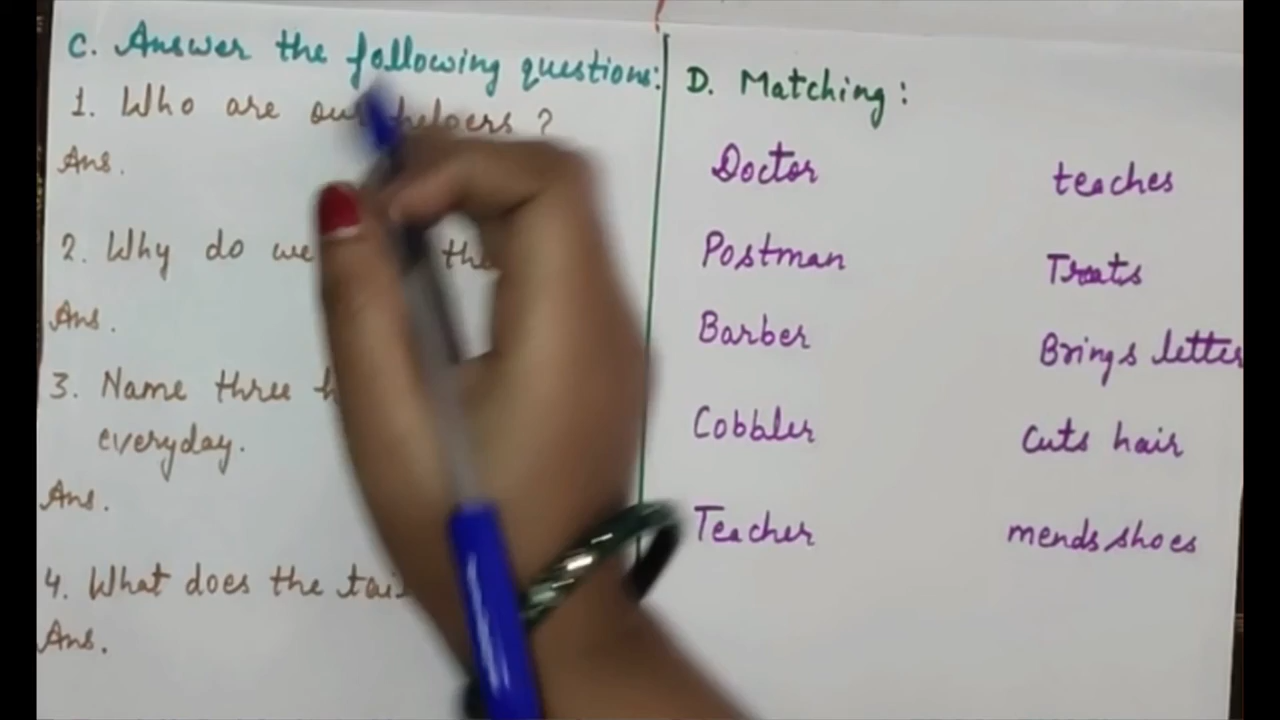 C. Answer the following questions:
1. Who are our helpers ?
Ans.
2. Why do we
Ans.
3. Name three
everyday.
Ans.
4. What does the
Ans.
D. Matching :
Doctor teaches
Postman Treats
Barber Brings letter
Cobbler Cuts hair
Teacher mends shoes